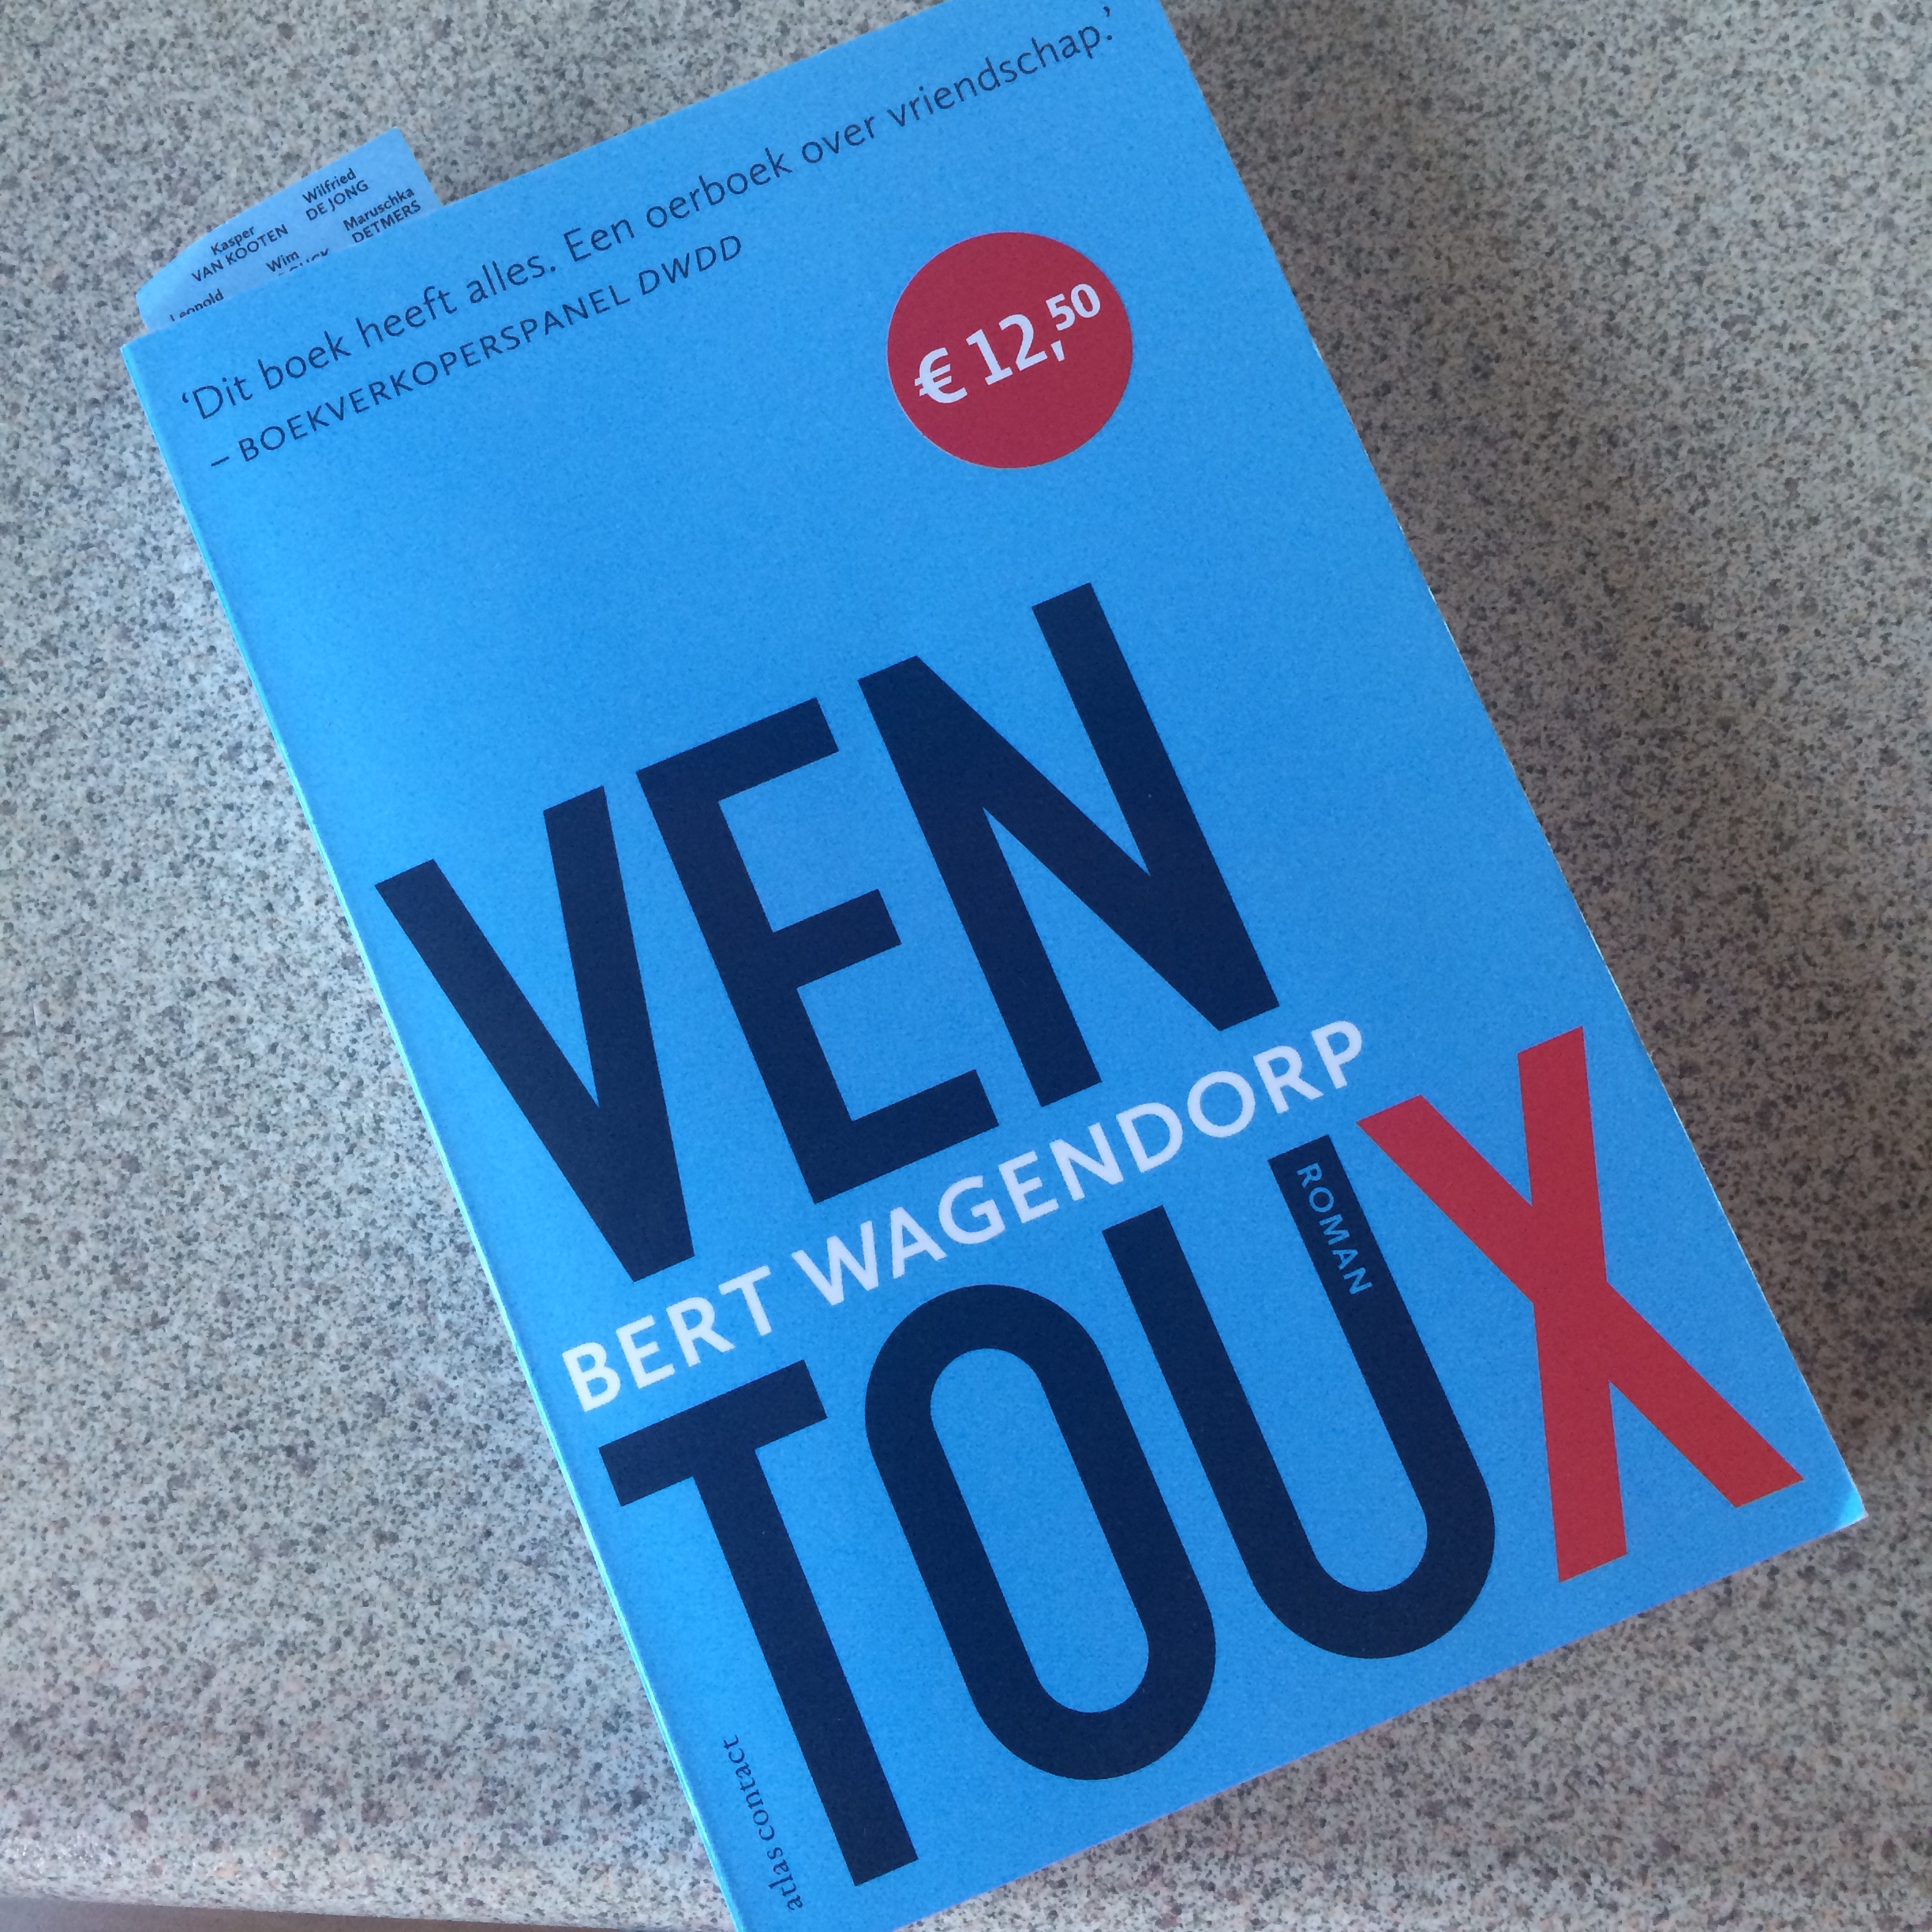 Wilfried
DE JONG
Kasper
VAN KOOTEN
Maruschka
DETMERS
Wim
Leopold
‘Dit boek heeft alles. Een oerboek over vriendschap.’
– BOEKVERKOPERSPANEL DWDD
€ 12,50
VEN
BERT WAGENDORP
TOUX
ROMAN
atlas contact